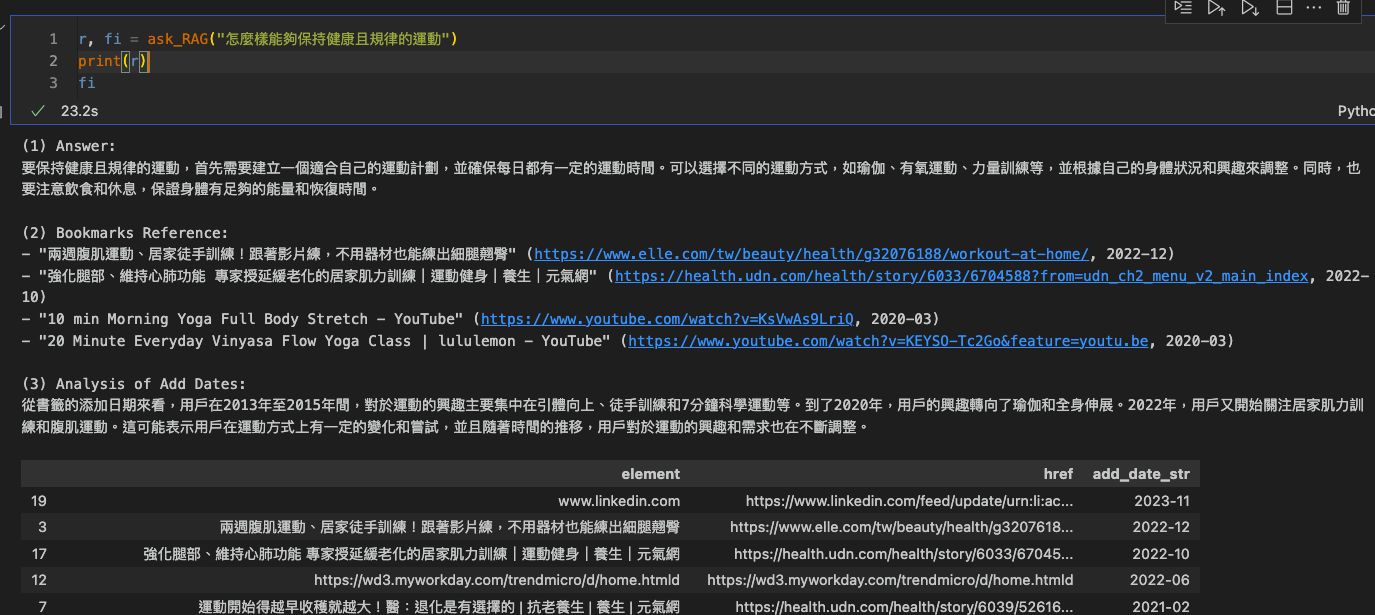 1 r, fi = ask_RAG("怎麼樣能夠保持健康且規律的運動")
2 print(r)
3 fi
23.2s
Pytho
(1) Answer:
要保持健康且規律的運動，首先需要建立一個適合自己的運動計劃，並確保每日都有一定的運動時間。可以選擇不同的運動方式，如瑜伽、有氧運動、力量訓練等，並根據自己的身體狀況和興趣來調整。同時，也
要注意飲食和休息，保證身體有足夠的能量和恢復時間。
(2) Bookmarks Reference:
- "兩週腹肌運動、居家徒手訓練！跟著影片練，不用器材也能練出細腿翹臀" (https://www.elle.com/tw/beauty/health/g32076188/workout-at-home/, 2022-12)
- "強化腿部、維持心肺功能 專家授延緩老化的居家肌力訓練 | 運動健身 | 養生 | 元氣網" (https://health.udn.com/health/story/6033/6704588?from=udn_ch2_menu_v2_main_index, 2022-
10)
- "10 min Morning Yoga Full Body Stretch - YouTube" (https://www.youtube.com/watch?v=KsVwAs9LriQ, 2020-03)
- "20 Minute Everyday Vinyasa Flow Yoga Class | lululemon - YouTube" (https://www.youtube.com/watch?v=KEYSO-Tc2Go&feature=youtu.be, 2020-03)
(3) Analysis of Add Dates:
從書籤的添加日期來看，用戶在2013年至2015年間，對於運動的興趣主要集中在引體向上、徒手訓練和7分鐘科學運動等。到了2020年，用戶的興趣轉向了瑜伽和全身伸展。2022年，用戶又開始關注居家肌力訓
練和腹肌運動。這可能表示用戶在運動方式上有一定的變化和嘗試，並且隨著時間的推移，用戶對於運動的興趣和需求也在不斷調整。
element href add_date_str
19 www.linkedin.com https://www.linkedin.com/feed/update/urn:li:ac... 2023-11
3 兩週腹肌運動、居家徒手訓練！跟著影片練，不用器材也能練出細腿翹臀 https://www.elle.com/tw/beauty/health/g3207618... 2022-12
17 強化腿部、維持心肺功能 專家授延緩老化的居家肌力訓練 | 運動健身 | 養生 | 元氣網 https://health.udn.com/health/story/6033/67045... 2022-10
12 https://wd3.myworkday.com/trendmicro/d/home.htmld https://wd3.myworkday.com/trendmicro/d/home.htmld 2022-06
7 運動開始得越早收穫就越大！醫：退化是有選擇的 | 抗老養生 | 養生 | 元氣網 https://health.udn.com/health/story/6039/52616... 2021-02